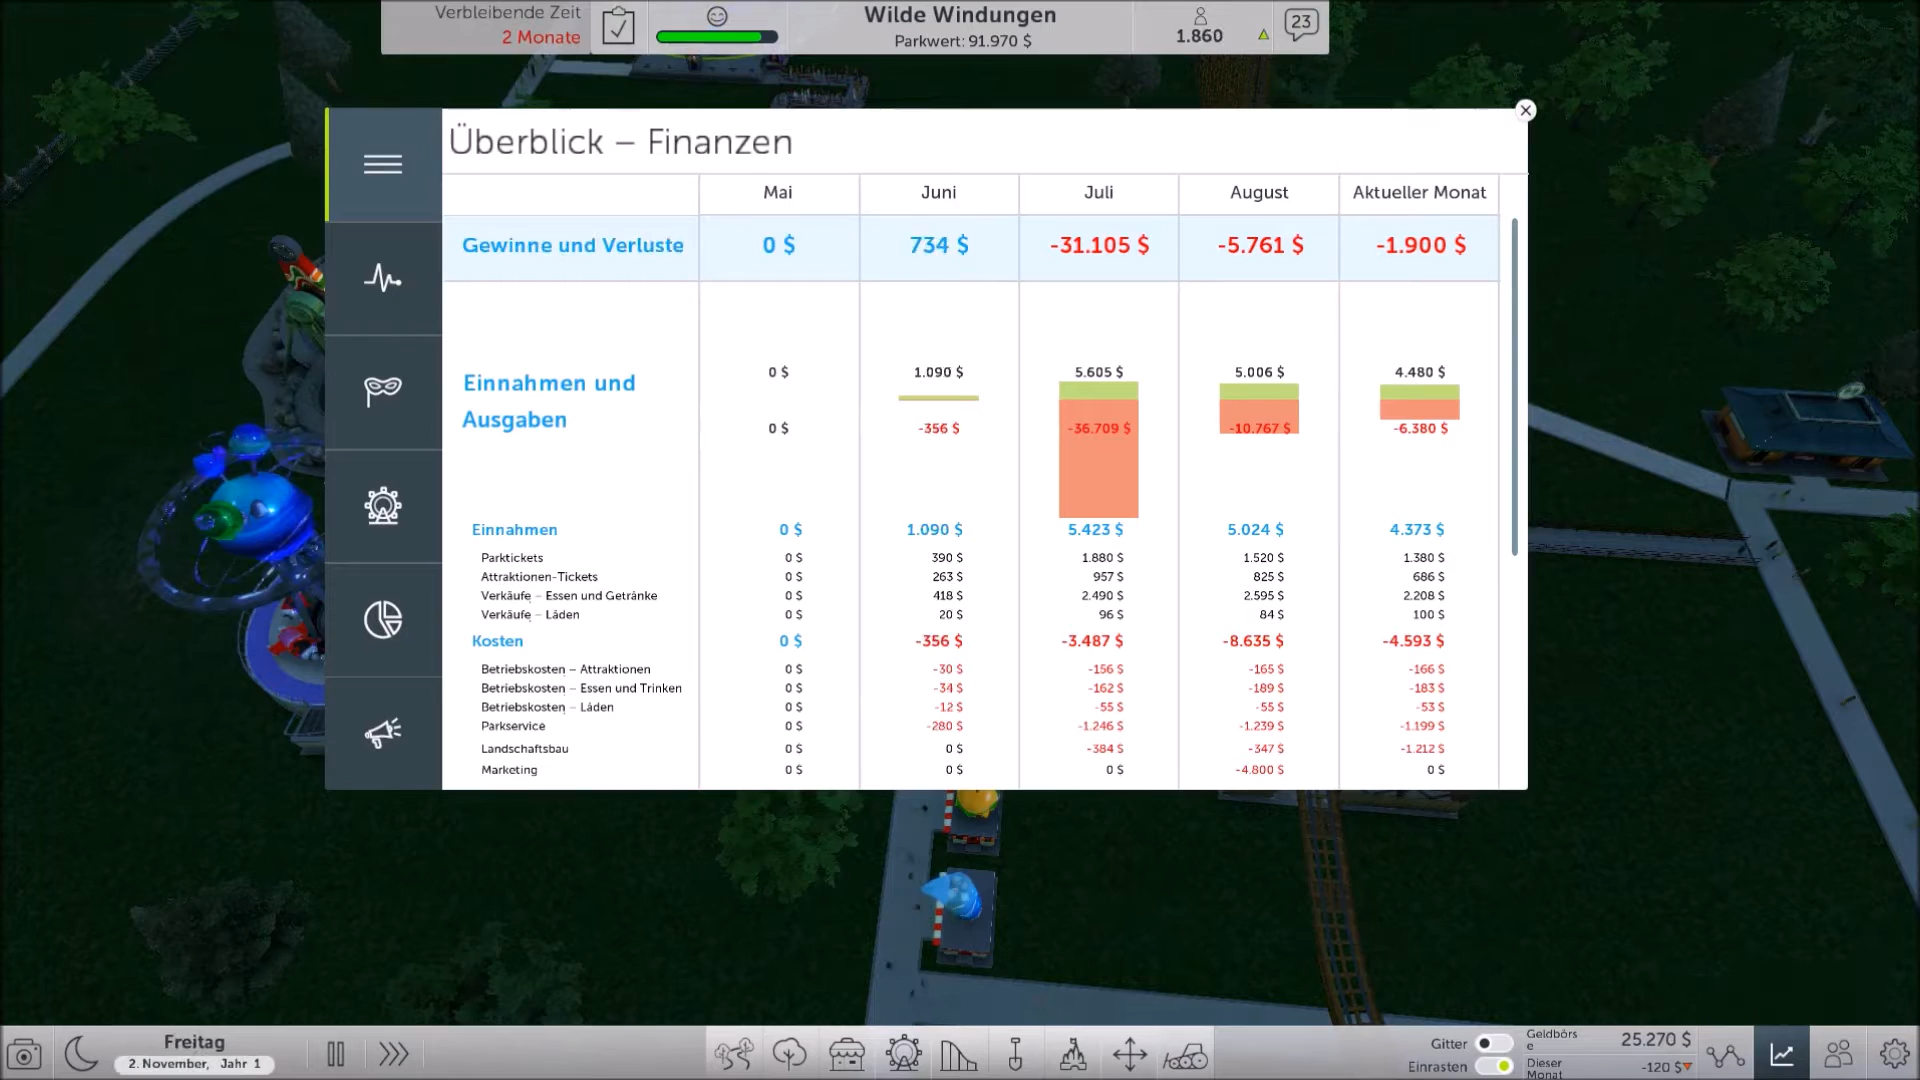 Verbleibende Zeit
2 Monate
Wilde Windungen
Parkwert: 91.970 $
1.860
23
Überblick – Finanzen
Mai Juni Juli August Aktueller Monat
Gewinne und Verluste 0 $ 734 $ -31.105 $ -5.761 $ -1.900 $
Einnahmen und
Ausgaben
0 $ 1.090 $ 5.605 $ 5.006 $ 4.480 $
0 $ -356 $ -36.709 $ -10.767 $ -6.380 $
Einnahmen 0 $ 1.090 $ 5.423 $ 5.024 $ 4.373 $
Parktickets 0 $ 390 $ 1.880 $ 1.520 $ 1.380 $
Attraktionen-Tickets 0 $ 263 $ 957 $ 825 $ 686 $
Verkäufe – Essen und Getränke 0 $ 418 $ 2.490 $ 2.595 $ 2.208 $
Verkäufe – Läden 0 $ 20 $ 96 $ 84 $ 100 $
Kosten 0 $ -356 $ -3.487 $ -8.635 $ -4.593 $
Betriebskosten – Attraktionen 0 $ -30 $ -156 $ -165 $ -166 $
Betriebskosten – Essen und Trinken 0 $ -34 $ -162 $ -189 $ -183 $
Betriebskosten – Läden 0 $ -12 $ -55 $ -55 $ -53 $
Parkservice 0 $ -280 $ -1.246 $ -1.239 $ -1.199 $
Landschaftsbau 0 $ 0 $ -384 $ -347 $ -1.212 $
Marketing 0 $ 0 $ 0 $ -4.800 $ 0 $
Freitag
2. November, Jahr 1
Gitter
Einrasten
Geldbörs
e
25.270 $
Dieser
Monat
-120 $